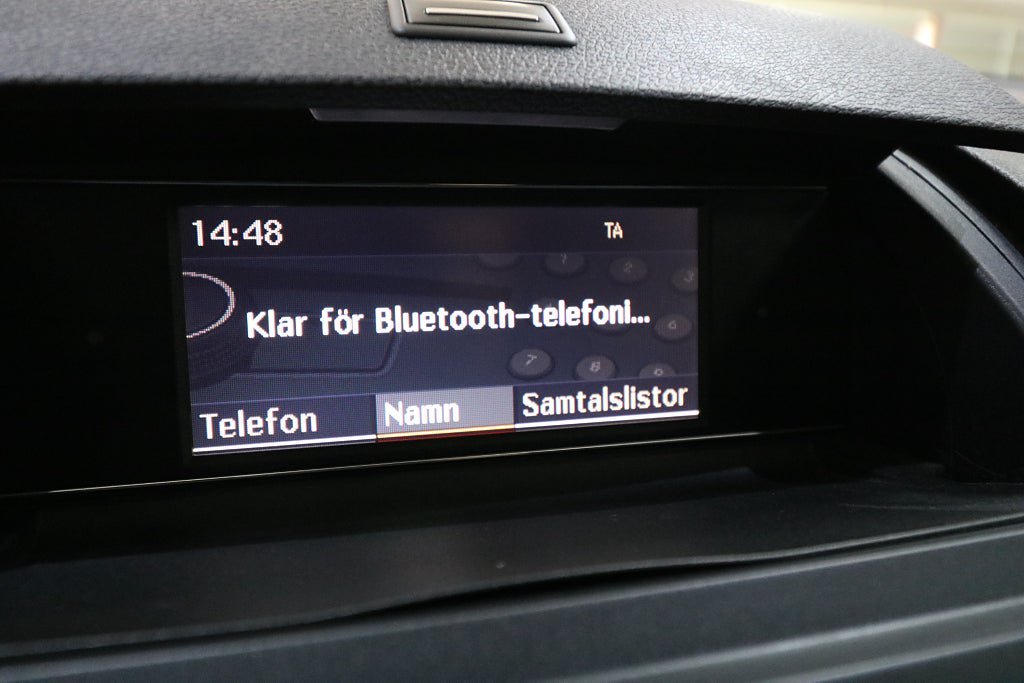 14:48 TA
Klar för Bluetooth-telefoni...
Telefon Namn Samtalslistor